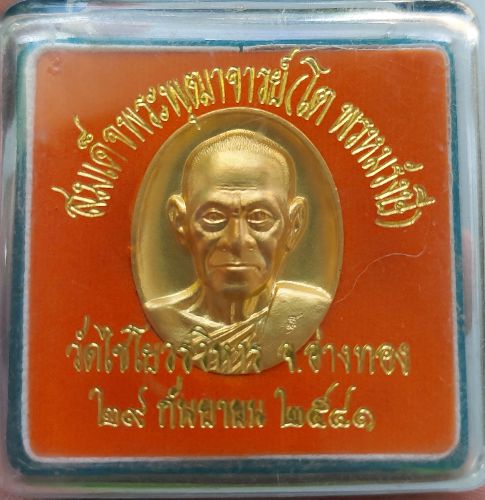 สมเด็จพระพุฒาจารย์(โต พรหมรังษี)
วัดไชโยวรวิหาร จ.อ่างทอง
๒๙ กันยายน ๒๕๔๑